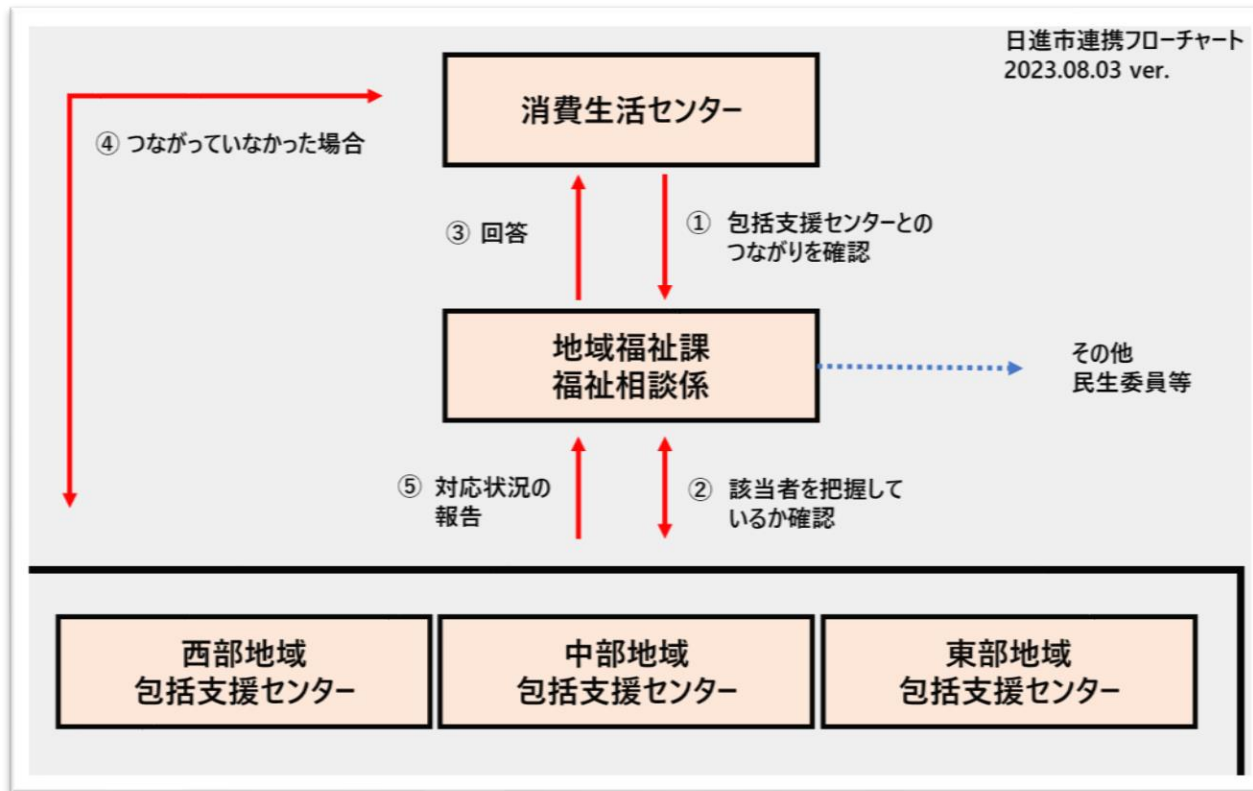 日進市連携フローチャート
2023.08.03 ver.
消費生活センター
④ つながっていなかった場合
③ 回答
① 包括支援センターとの
つながりを確認
地域福祉課
福祉相談係
その他
民生委員等
⑤ 対応状況の
報告
② 該当者を把握して
いるか確認
西部地域
包括支援センター
中部地域
包括支援センター
東部地域
包括支援センター